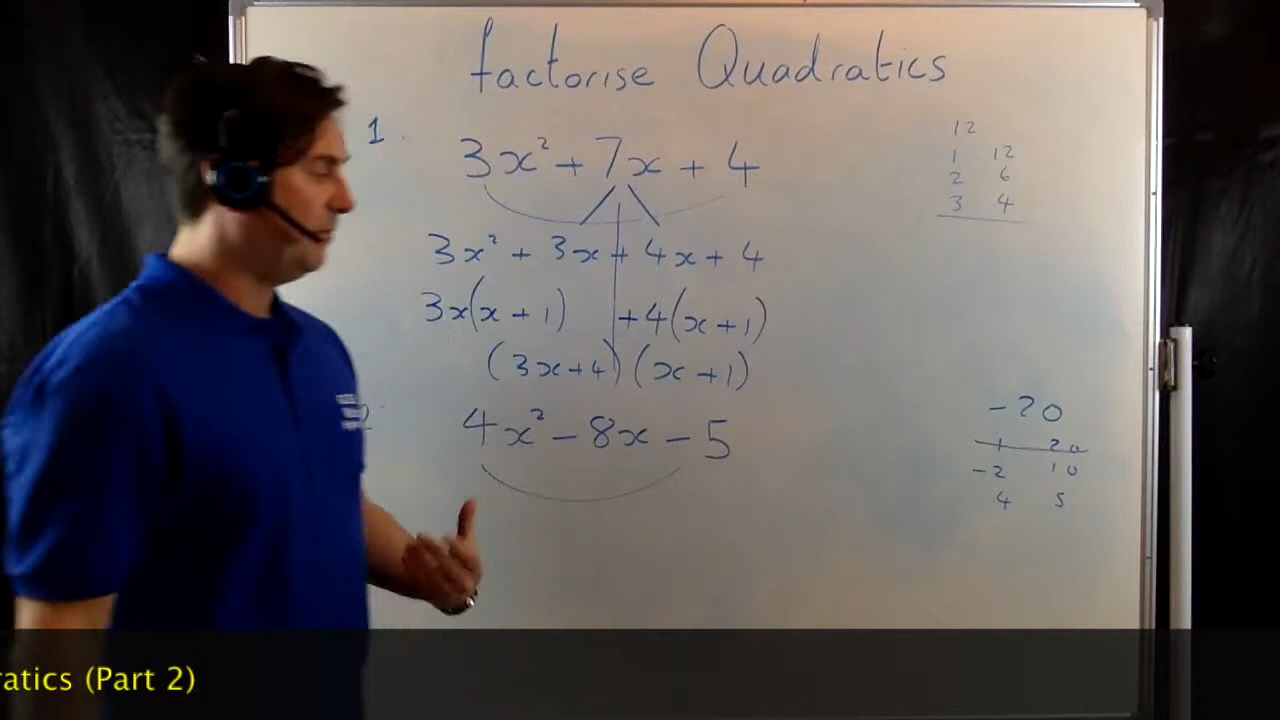 factorise Quadratics
1.
3x² + 7x + 4
3x² + 3x + 4x + 4
3x(x + 1) + 4(x + 1)
(3x+4)(x + 1)
12
1 12
2 6
3 4
2
4x² - 8x - 5
-20
1 20
-2 10
4 5
ratics (Part 2)